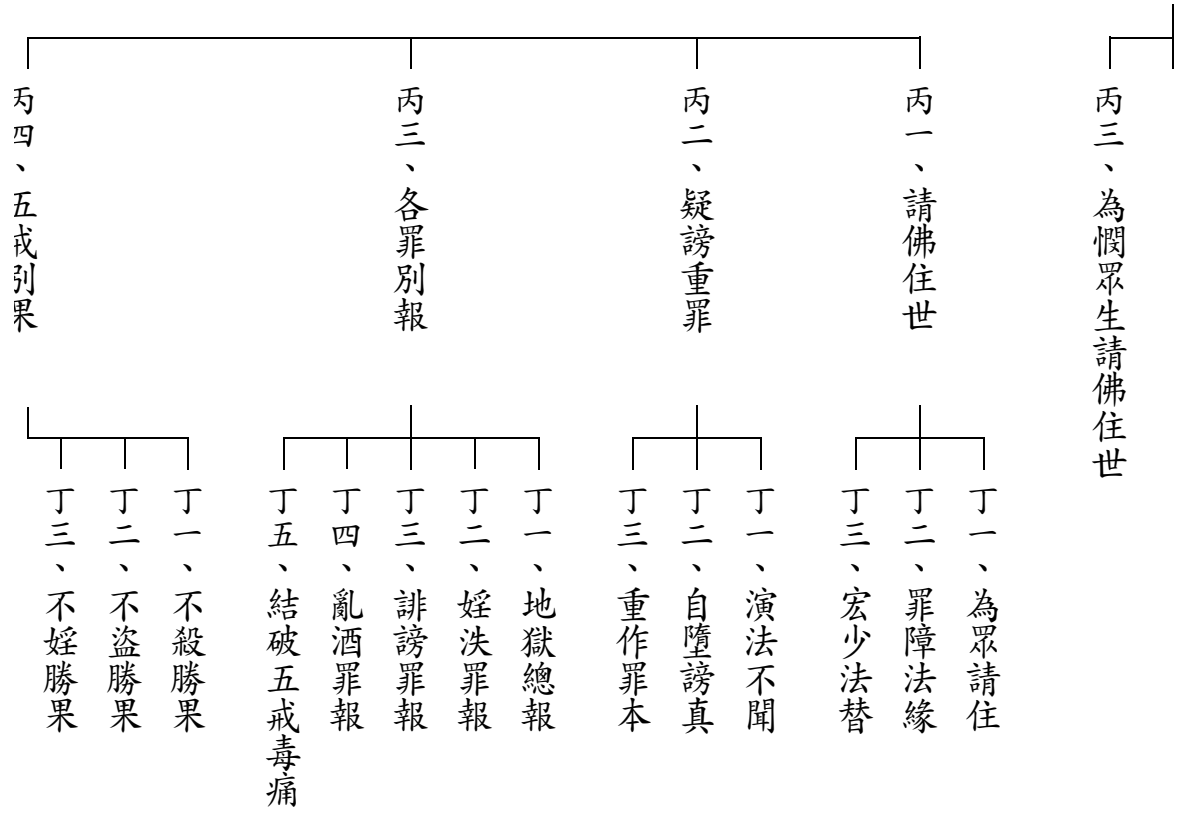 丙三、為憫眾生請佛住世
丙一、請佛住世
丁一、為眾請住
丁二、罪障法緣
丁三、宏少法替
丙二、疑謗重罪
丁一、演法不聞
丁二、自墮謗真
丁三、重作罪本
丙三、各罪別報
丁一、地獄總報
丁二、婬泆罪報
丁三、誹謗罪報
丁四、亂酒罪報
丁五、結破五戒毒痛
丙四、五戒別果
丁一、不殺勝果
丁二、不盜勝果
丁三、不婬勝果